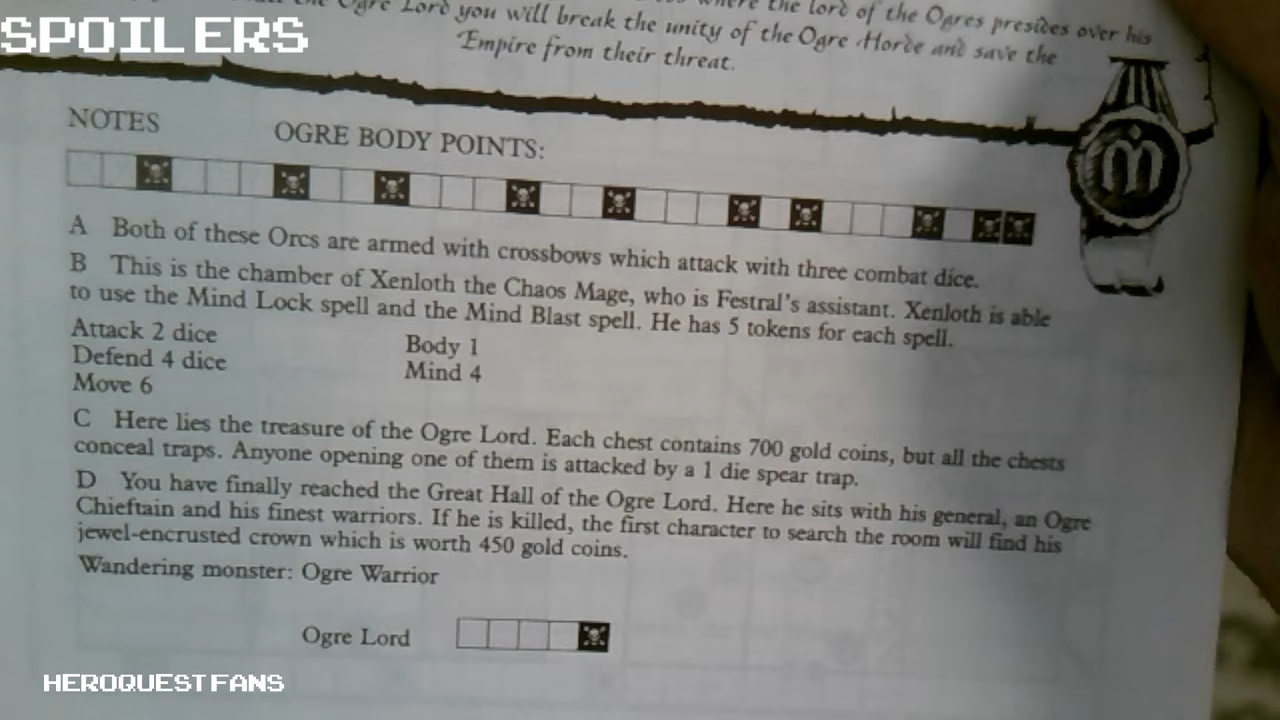 the Ogre Lord you will break the unity of the Ogre Horde and save the
where the lord of the Ogres presides over his
Empire from their threat.
SPOILERS
NOTES
OGRE BODY POINTS:
A Both of these Orcs are armed with crossbows which attack with three combat dice.
B This is the chamber of Xenloth the Chaos Mage, who is Festral's assistant. Xenloth is able
to use the Mind Lock spell and the Mind Blast spell. He has 5 tokens for each spell.
Attack 2 dice
Body 1
Defend 4 dice
Mind 4
Move 6
C Here lies the treasure of the Ogre Lord. Each chest contains 700 gold coins, but all the chests
conceal traps. Anyone opening one of them is attacked by a 1 die spear trap.
D You have finally reached the Great Hall of the Ogre Lord. Here he sits with his general, an Ogre
Chieftain and his finest warriors. If he is killed, the first character to search the room will find his
jewel-encrusted crown which is worth 450 gold coins.
Wandering monster: Ogre Warrior
Ogre Lord
HEROQUEST FANS